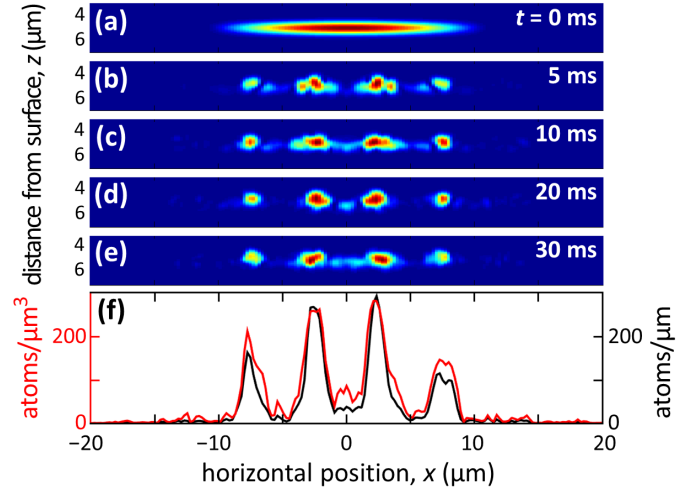 (a) t = 0 ms
4
6
(b) 5 ms
4
6
(c) 10 ms
4
6
(d) 20 ms
4
6
(e) 30 ms
4
6
distance from surface, z (µm)
(f)
atoms/µm³
200
0
atoms/µm
200
0
−20 −10 0 10 20
horizontal position, x (µm)